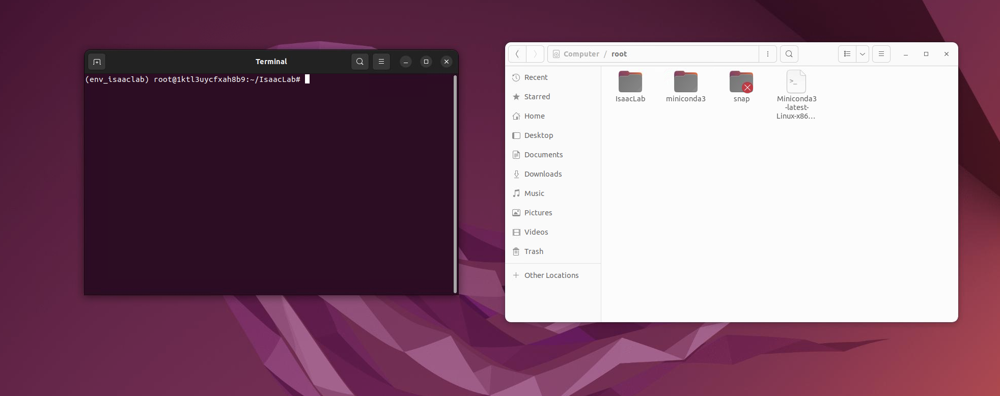 Terminal
(env_isaaclab) root@1ktl3uycfxah8b9:~/IsaacLab#
Computer / root
Recent
Starred
Home
Desktop
Documents
Downloads
Music
Pictures
Videos
Trash
Other Locations
IsaacLab
miniconda3
snap
Miniconda3
-latest-
Linux-x86…